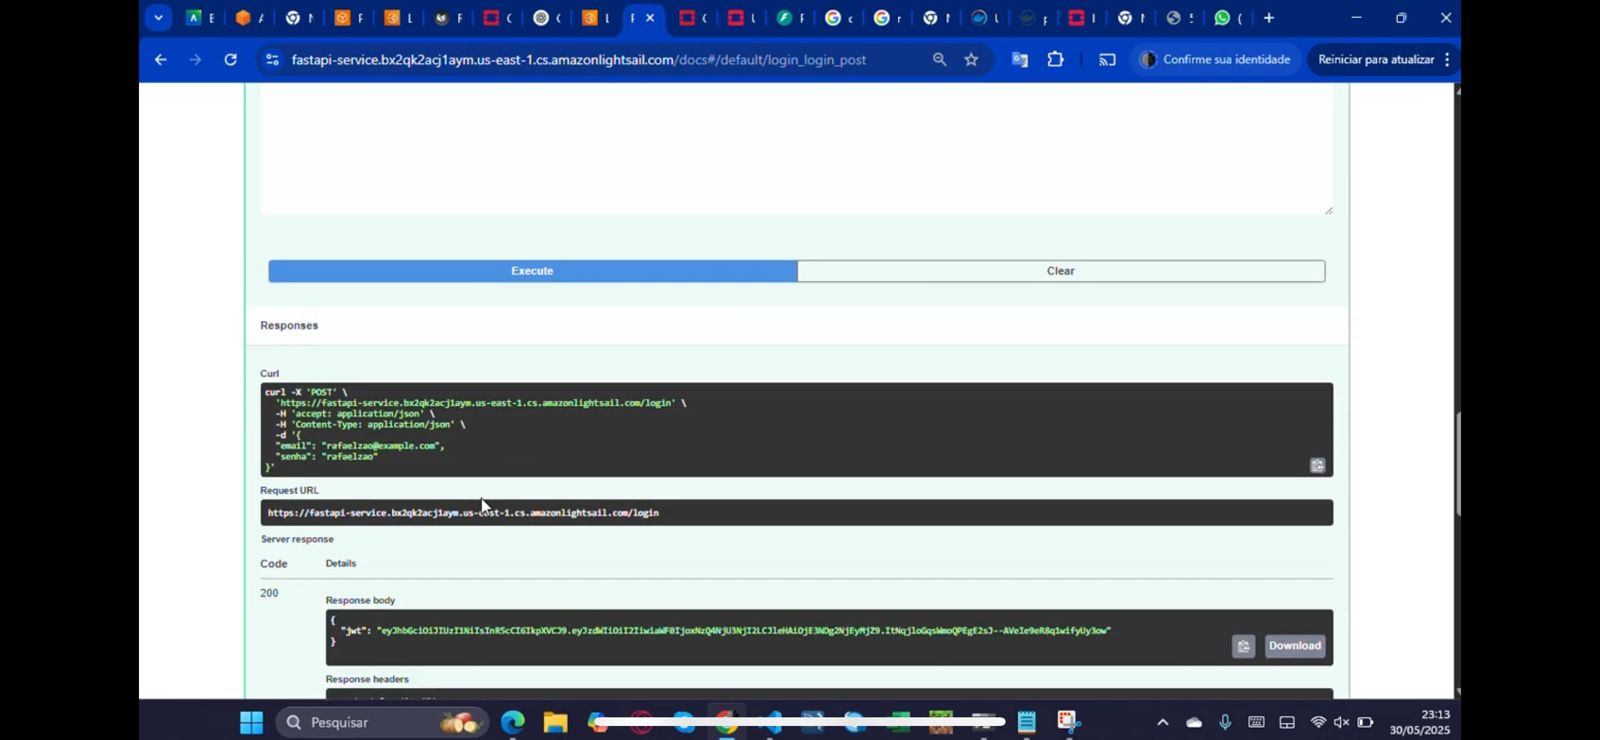 fastapi-service.bx2qk2acj1aym.us-east-1.cs.amazonlightsail.com/docs#/default/login_login_post
Confirme sua identidade
Reiniciar para atualizar
Execute
Clear
Responses
Curl
curl -X 'POST' \
'https://fastapi-service.bx2qk2acj1aym.us-east-1.cs.amazonlightsail.com/login' \
-H 'accept: application/json' \
-H 'Content-Type: application/json' \
-d '{
"email": "rafaelzao@example.com",
"senha": "rafaelzao"
}'
Request URL
https://fastapi-service.bx2qk2acj1aym.us-east-1.cs.amazonlightsail.com/login
Server response
Code
Details
200
Response body
{
"jwt":
}
Download
Response headers
Pesquisar
23:13
30/05/2025